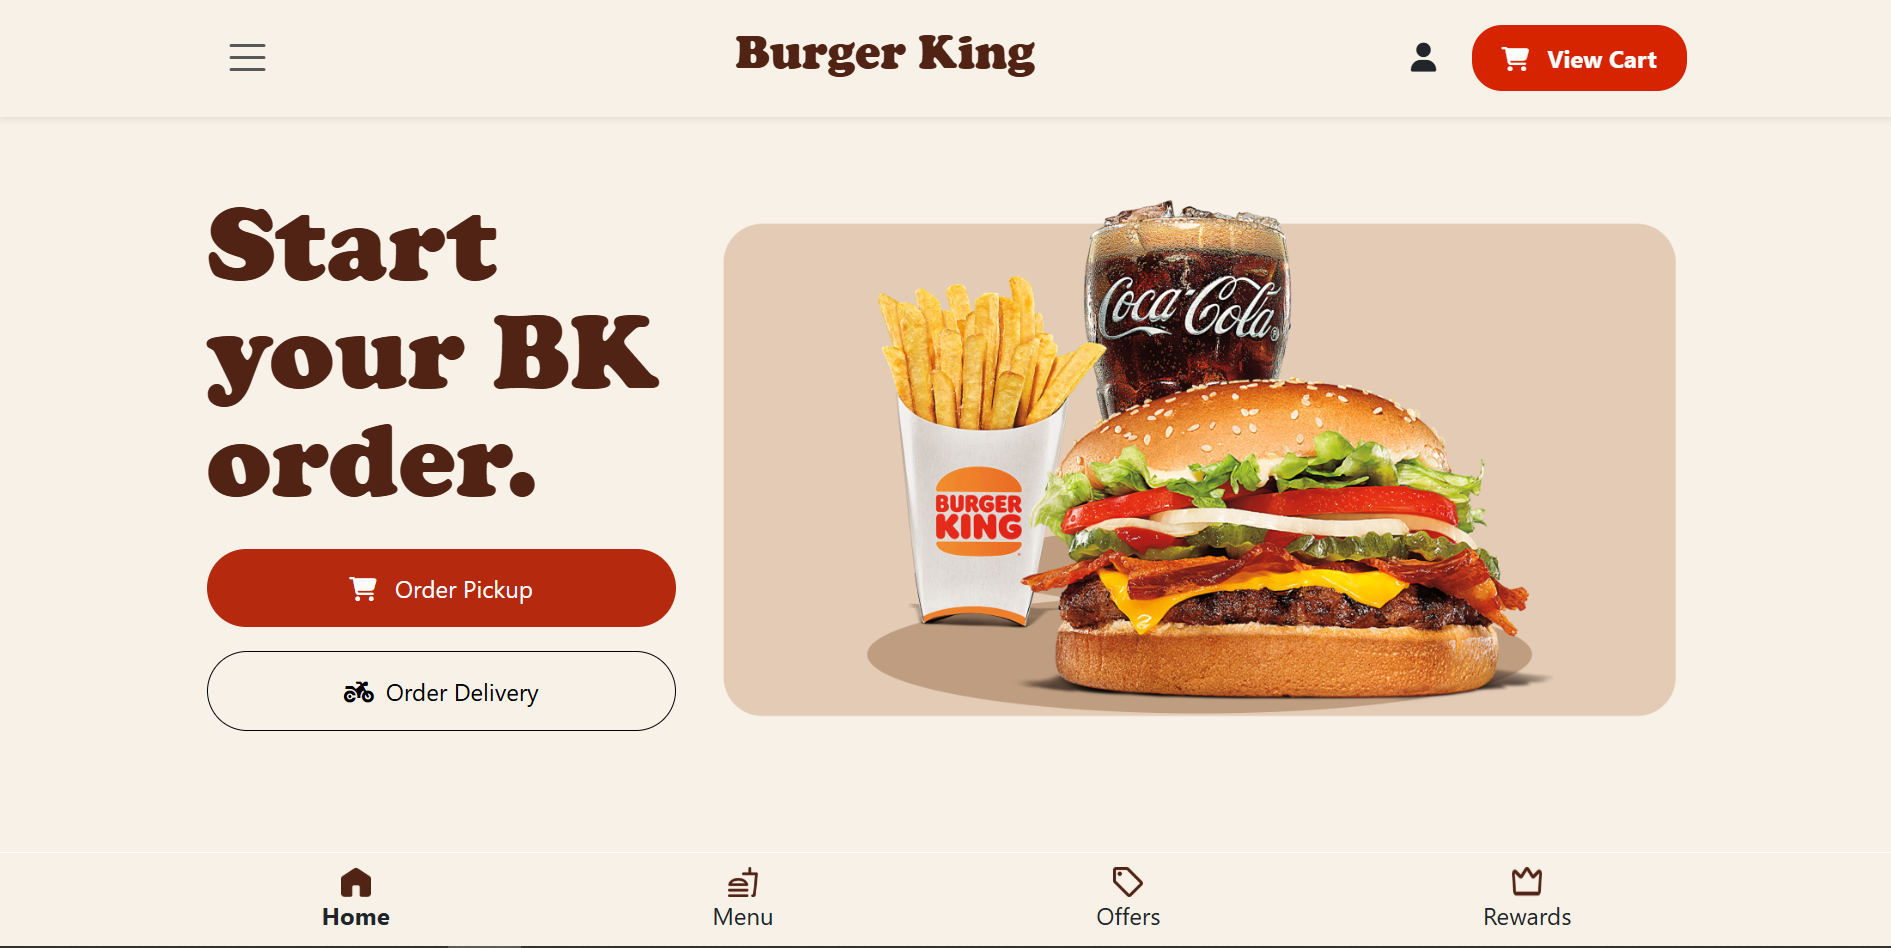 Burger King
View Cart
Start
your BK
order.
Order Pickup
Order Delivery
Coca-Cola
BURGER
KING
Home
Menu
Offers
Rewards